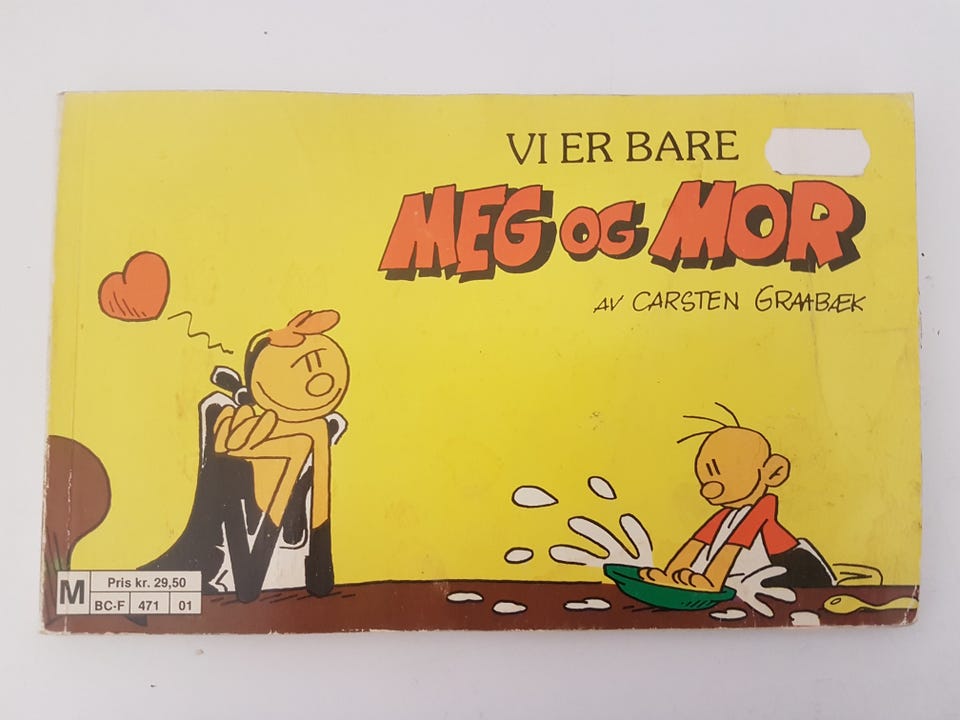 VI ER BARE
MEG OG MOR
AV CARSTEN GRAABÆK
M
Pris kr. 29,50
BC-F 471 01